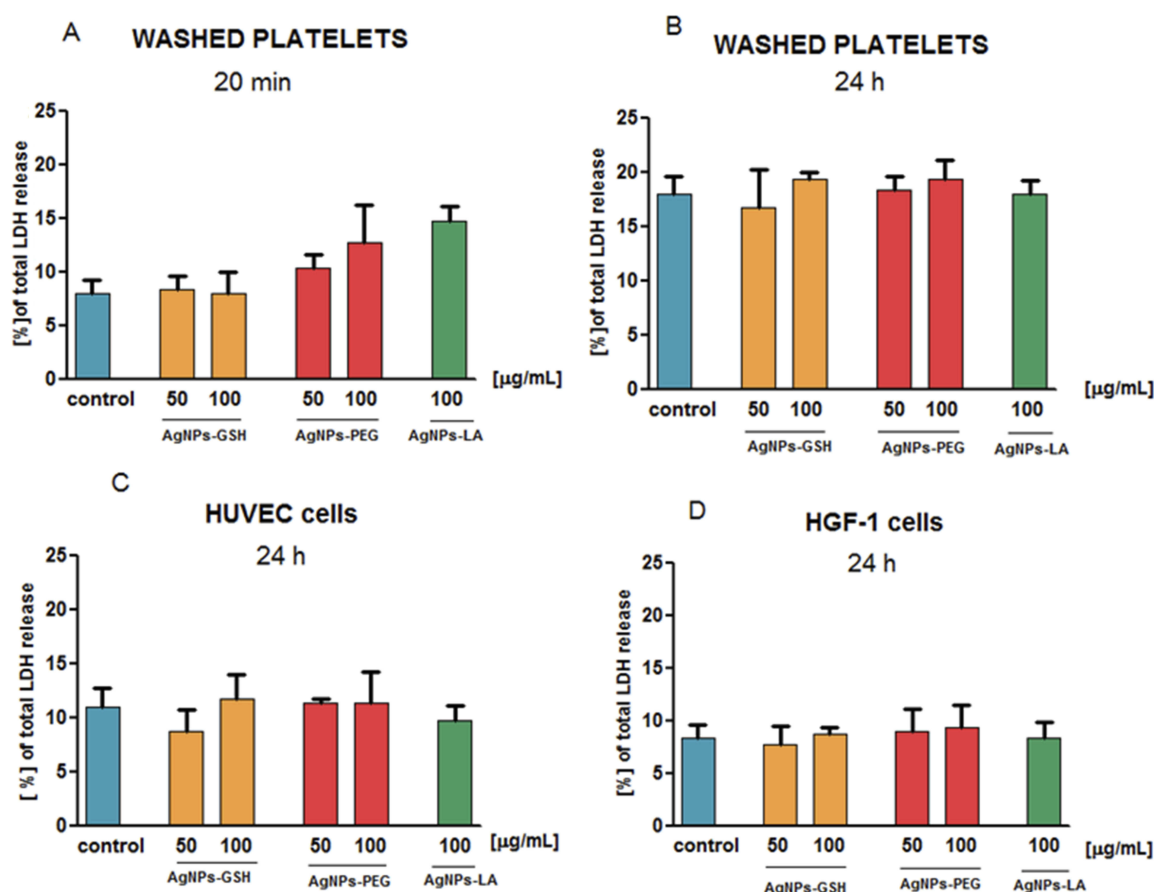 A
WASHED PLATELETS
20 min
[%]of total LDH release
25
20
15
10
5
0
control 50 100 50 100 100 [µg/mL]
AgNPs-GSH AgNPs-PEG AgNPs-LA
B
WASHED PLATELETS
24 h
[%] of total LDH release
25
20
15
10
5
0
control 50 100 50 100 100 [µg/mL]
AgNPs-GSH AgNPs-PEG AgNPs-LA
C
HUVEC cells
24 h
[ %] of total LDH release
25
20
15
10
5
0
control 50 100 50 100 100 [µg/mL]
AgNPs-GSH AgNPs-PEG AgNPs-LA
D
HGF-1 cells
24 h
[%] of total LDH release
25
20
15
10
5
0
control 50 100 50 100 100 [µg/mL]
AgNPs-GSH AgNPs-PEG AgNPs-LA